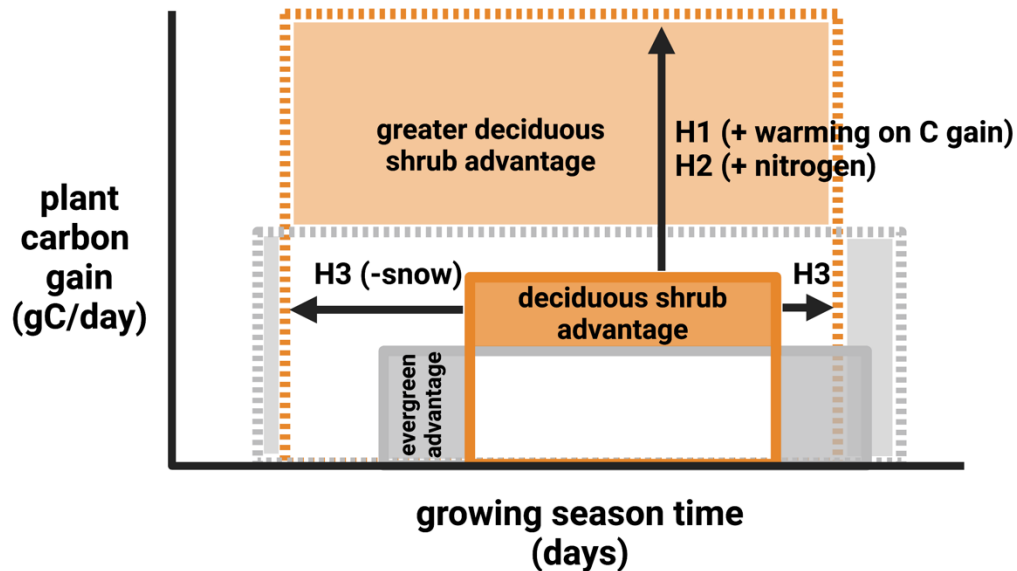 greater deciduous
shrub advantage
H1 (+ warming on C gain)
H2 (+ nitrogen)
plant
carbon
gain
(gC/day)
H3 (-snow)
H3
deciduous shrub
advantage
evergreen
advantage
growing season time
(days)